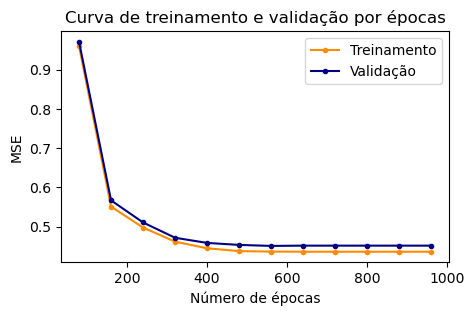 Curva de treinamento e validação por épocas
Treinamento
Validação
MSE
0.9
0.8
0.7
0.6
0.5
200
400
600
800
1000
Número de épocas